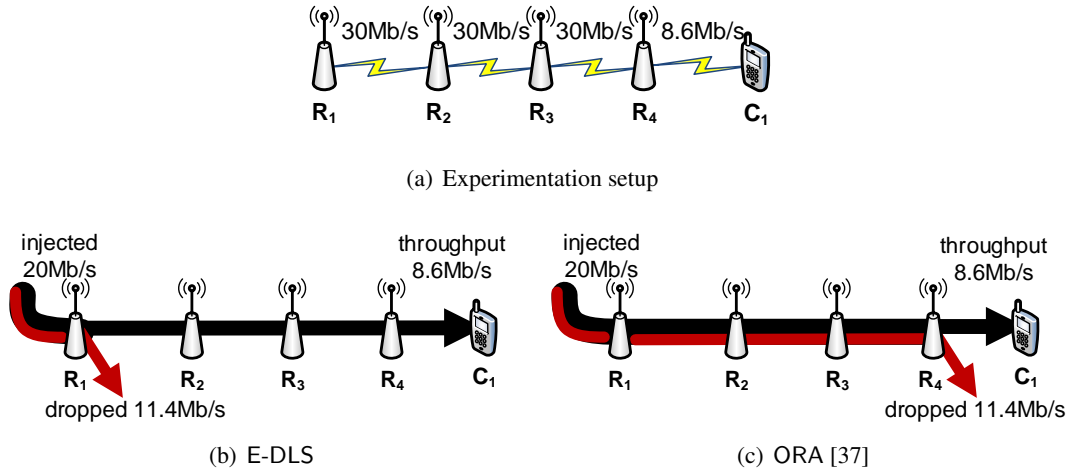 30Mb/s 30Mb/s 30Mb/s 8.6Mb/s
R1 R2 R3 R4 C1
(a) Experimentation setup
injected
20Mb/s
throughput
8.6Mb/s
R1 R2 R3 R4 C1
dropped 11.4Mb/s
(b) E-DLS
injected
20Mb/s
throughput
8.6Mb/s
R1 R2 R3 R4 C1
dropped 11.4Mb/s
(c) ORA [37]